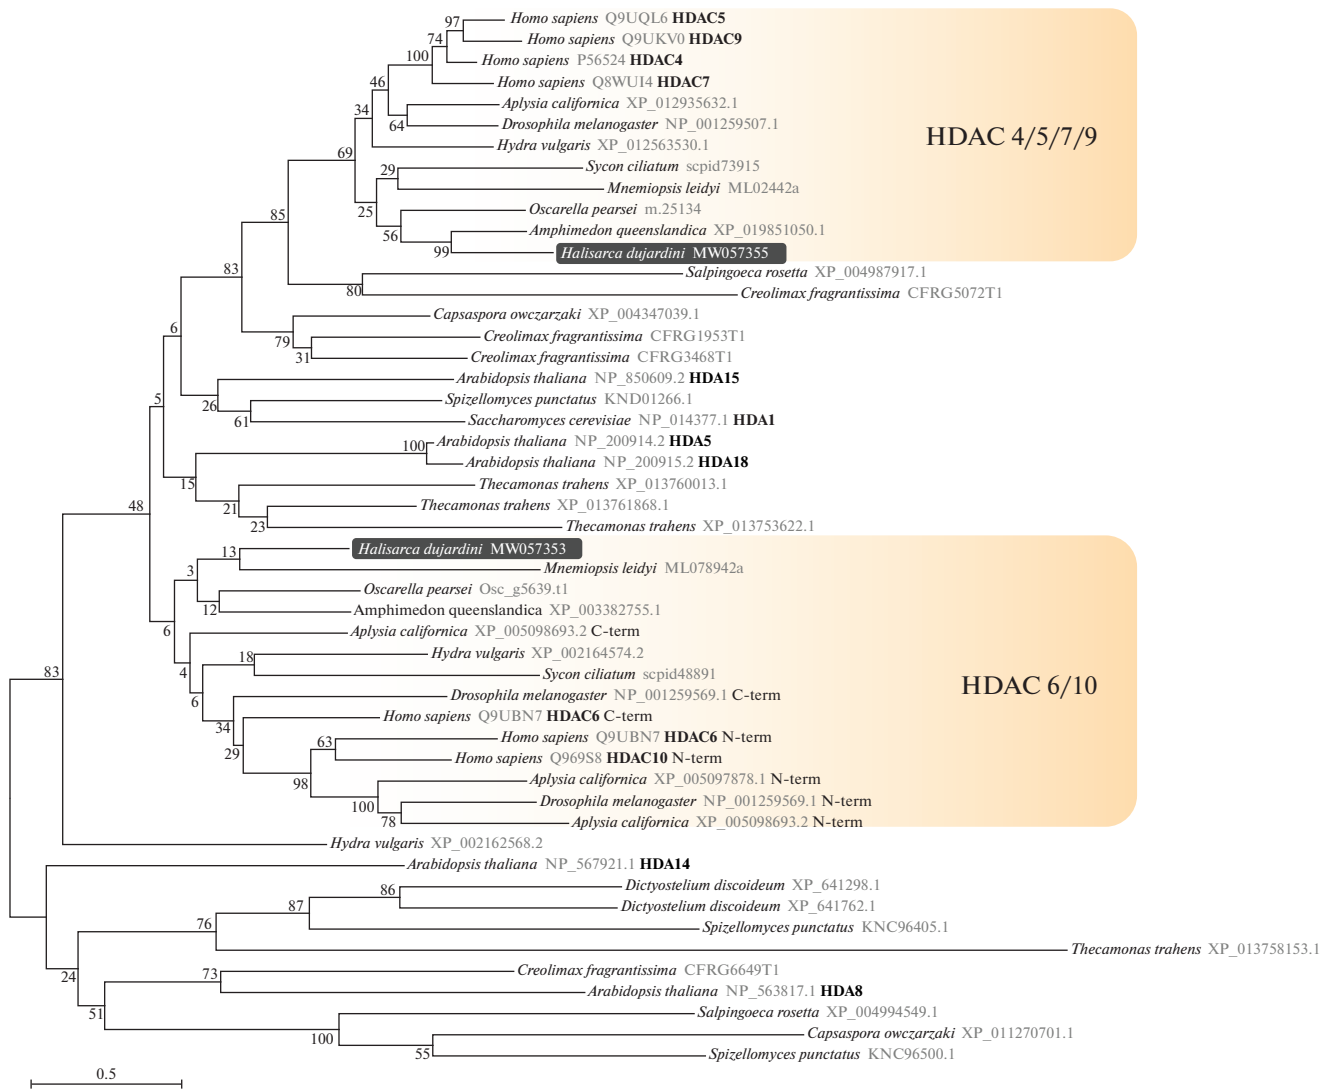 97 Homo sapiens Q9UQL6 HDAC5
74 Homo sapiens Q9UKV0 HDAC9
100 Homo sapiens P56524 HDAC4
46 Homo sapiens Q8WUI4 HDAC7
34 Aplysia californica XP_012935632.1
64 Drosophila melanogaster NP_001259507.1
HDAC 4/5/7/9
69 Hydra vulgaris XP_012563530.1
29 Sycon ciliatum scpid73915
Mnemiopsis leidyi ML02442a
85 25 Oscarella pearsei m.25134
56 Amphimedon queenslandica XP_019851050.1
99 Halisarca dujardini MW057355
83 Salpingoeca rosetta XP_004987917.1
80 Creolimax fragrantissima CFRG5072T1
6 Capsaspora owczarzaki XP_004347039.1
79 Creolimax fragrantissima CFRG1953T1
31 Creolimax fragrantissima CFRG3468T1
Arabidopsis thaliana NP_850609.2 HDA15
5 26 Spizellomyces punctatus KND01266.1
61 Saccharomyces cerevisiae NP_014377.1 HDA1
100 Arabidopsis thaliana NP_200914.2 HDA5
Arabidopsis thaliana NP_200915.2 HDA18
15 Thecamonas trahens XP_013760013.1
48 21 Thecamonas trahens XP_013761868.1
23 Thecamonas trahens XP_013753622.1
13 Halisarca dujardini MW057353
3 Mnemiopsis leidyi ML078942a
Oscarella pearsei Osc_g5639.t1
12 Amphimedon queenslandica XP_003382755.1
6 Aplysia californica XP_005098693.2 C-term
18 Hydra vulgaris XP_002164574.2
83 4 Sycon ciliatum scpid48891
HDAC 6/10
6 Drosophila melanogaster NP_001259569.1 C-term
34 Homo sapiens Q9UBN7 HDAC6 C-term
29 63 Homo sapiens Q9UBN7 HDAC6 N-term
Homo sapiens Q969S8 HDAC10 N-term
98 Aplysia californica XP_005097878.1 N-term
100 Drosophila melanogaster NP_001259569.1 N-term
78 Aplysia californica XP_005098693.2 N-term
Hydra vulgaris XP_002162568.2
Arabidopsis thaliana NP_567921.1 HDA14
86 Dictyostelium discoideum XP_641298.1
87 Dictyostelium discoideum XP_641762.1
76 Spizellomyces punctatus KNC96405.1
Thecamonas trahens XP_013758153.1
24 73 Creolimax fragrantissima CFRG6649T1
Arabidopsis thaliana NP_563817.1 HDA8
51 Salpingoeca rosetta XP_004994549.1
100 Capsaspora owczarzaki XP_011270701.1
55 Spizellomyces punctatus KNC96500.1
0.5